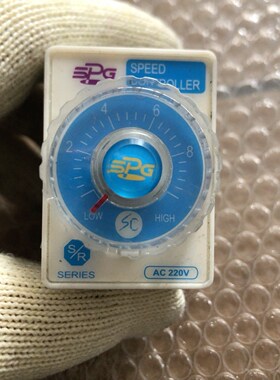 SPG SPEED
CONTROLLER
4 6
2 8
SPG
LOW HIGH
SC
S/R
SERIES
AC 220V